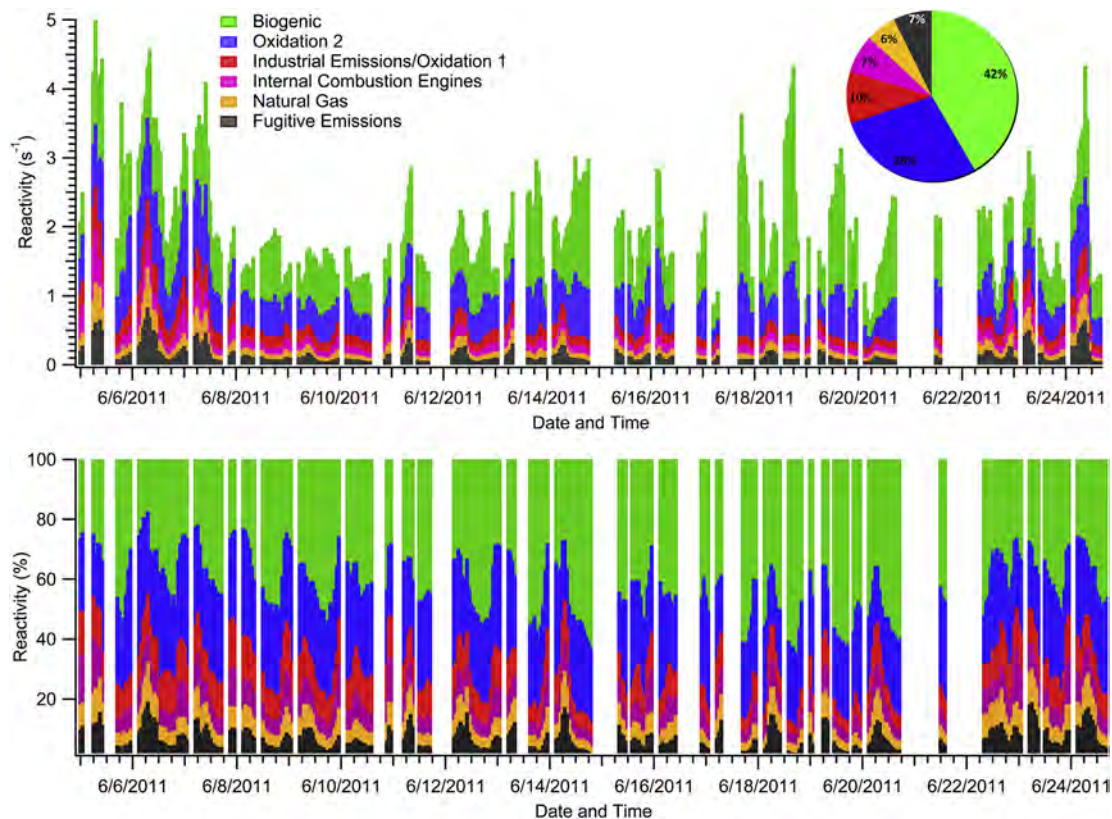 5
4
3
2
1
0
Reactivity (s⁻¹)
Biogenic
Oxidation 2
Industrial Emissions/Oxidation †
Internal Combustion Engines
Natural Gas
Fugitive Emissions
7%
6%
7%
10%
28%
42%
6/6/2011 6/8/2011 6/10/2011 6/12/2011 6/14/2011 6/16/2011 6/18/2011 6/20/2011 6/22/2011 6/24/2011
Date and Time
100
80
60
40
20
Reactivity (%)
6/6/2011 6/8/2011 6/10/2011 6/12/2011 6/14/2011 6/16/2011 6/18/2011 6/20/2011 6/22/2011 6/24/2011
Date and Time